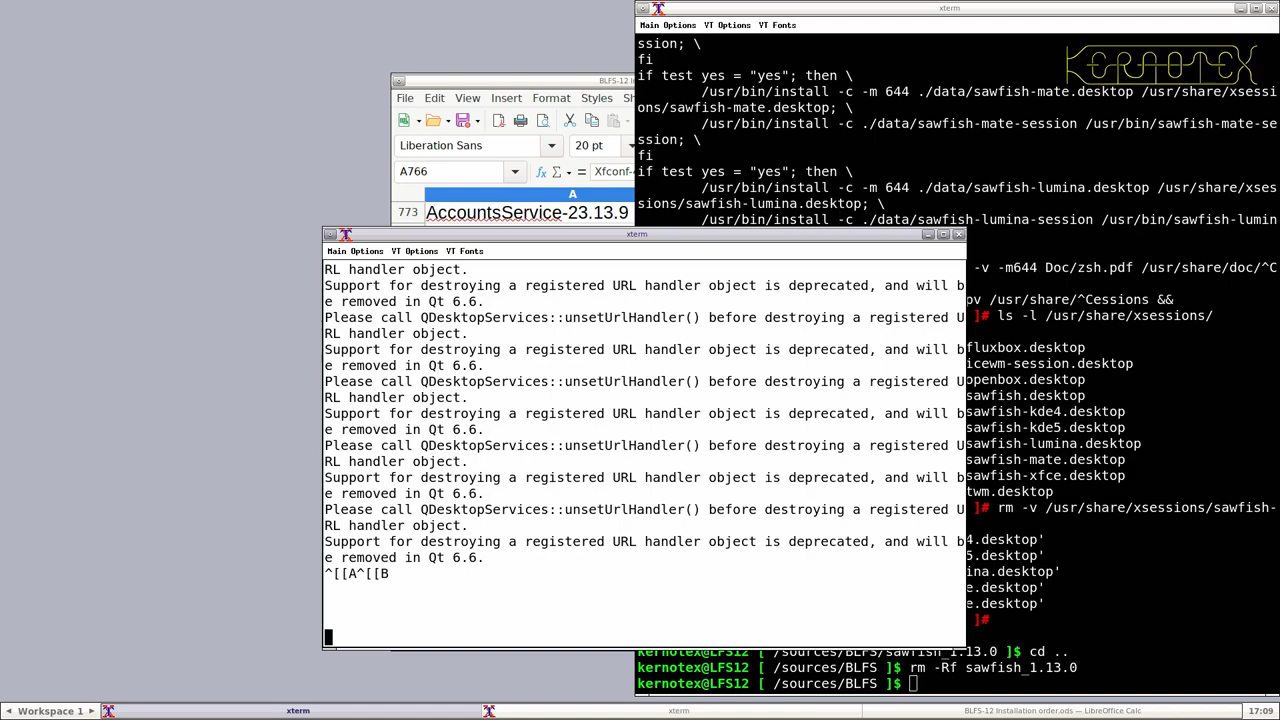 xterm
Main Options VT Options VT Fonts
ssion; \
fi
if test yes = "yes"; then \
/usr/bin/install -c -m 644 ./data/sawfish-mate.desktop /usr/share/xsessi
ons/sawfish-mate.desktop; \
/usr/bin/install -c ./data/sawfish-mate-session /usr/bin/sawfish-mate-se
ssion; \
fi
if test yes = "yes"; then \
/usr/bin/install -c -m 644 ./data/sawfish-lumina.desktop /usr/share/xses
sions/sawfish-lumina.desktop; \
/usr/bin/install -c ./data/sawfish-lumina-session /usr/bin/sawfish-lumin
KERNOTEX
BLFS-12 In
File Edit View Insert Format Styles Sh
Liberation Sans 20 pt
A766 Xfconf-
A
773 AccountsService-23.13.9
xterm
Main Options VT Options VT Fonts
RL handler object.
Support for destroying a registered URL handler object is deprecated, and will b
e removed in Qt 6.6.
Please call QDesktopServices::unsetUrlHandler() before destroying a registered U
RL handler object.
Support for destroying a registered URL handler object is deprecated, and will b
e removed in Qt 6.6.
Please call QDesktopServices::unsetUrlHandler() before destroying a registered U
RL handler object.
Support for destroying a registered URL handler object is deprecated, and will b
e removed in Qt 6.6.
Please call QDesktopServices::unsetUrlHandler() before destroying a registered U
RL handler object.
Support for destroying a registered URL handler object is deprecated, and will b
e removed in Qt 6.6.
Please call QDesktopServices::unsetUrlHandler() before destroying a registered U
RL handler object.
Support for destroying a registered URL handler object is deprecated, and will b
e removed in Qt 6.6.
^[[A^[[B
-v -m644 Doc/zsh.pdf /usr/share/doc/^C
pv /usr/share/^Cessions &&
]# ls -l /usr/share/xsessions/
fluxbox.desktop
icewm-session.desktop
openbox.desktop
sawfish.desktop
sawfish-kde4.desktop
sawfish-kde5.desktop
sawfish-lumina.desktop
sawfish-mate.desktop
sawfish-xfce.desktop
twm.desktop
]# rm -v /usr/share/xsessions/sawfish-
4.desktop'
5.desktop'
ina.desktop'
e.desktop'
e.desktop'
]#
kernotex@LFS12 [ /sources/BLFS/sawfish_1.13.0 ]$ cd ..
kernotex@LFS12 [ /sources/BLFS ]$ rm -Rf sawfish_1.13.0
kernotex@LFS12 [ /sources/BLFS ]$
Workspace 1 xterm xterm BLFS-12 Installation order.ods — LibreOffice Calc 17:09